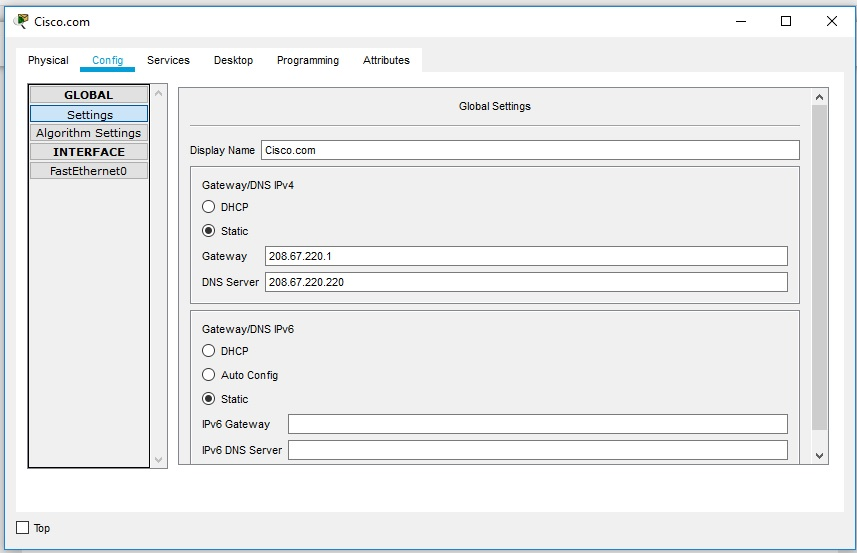 Cisco.com
Physical Config Services Desktop Programming Attributes
GLOBAL
Settings
Algorithm Settings
INTERFACE
FastEthernet0
Global Settings
Display Name Cisco.com
Gateway/DNS IPv4
DHCP
Static
Gateway 208.67.220.1
DNS Server 208.67.220.220
Gateway/DNS IPv6
DHCP
Auto Config
Static
IPv6 Gateway
IPv6 DNS Server
Top